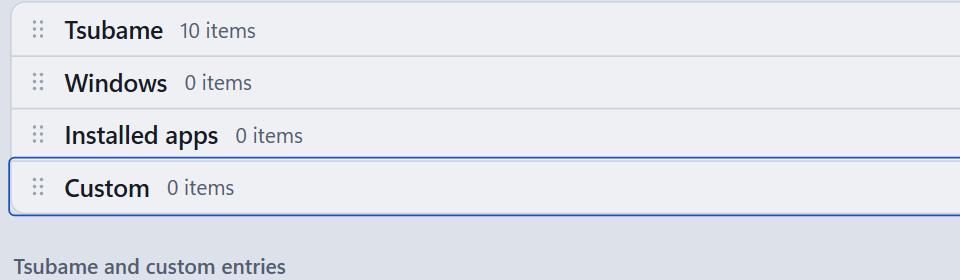 Tsubame 10 items
Windows 0 items
Installed apps 0 items
Custom 0 items
Tsubame and custom entries